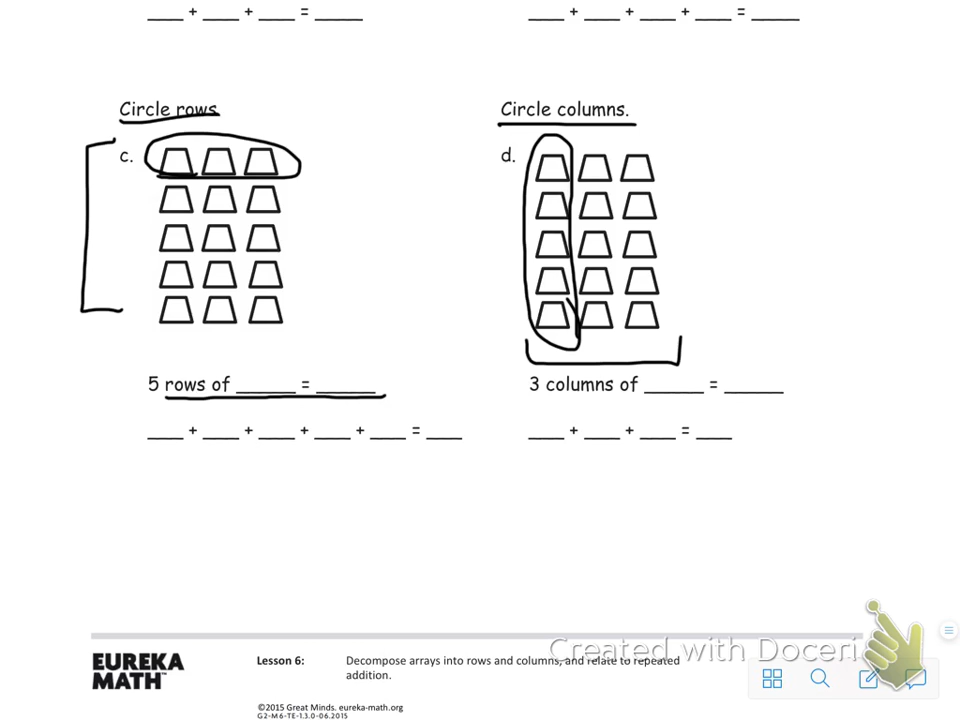 ___ + ___ + ___ = ____
___ + ___ + ___ + ___ = ____
Circle rows.
c.
5 rows of _____ = _____
___ + ___ + ___ + ___ + ___ = ___
Circle columns.
d.
3 columns of _____ = _____
___ + ___ + ___ = ___
Created with Doceri
EUREKA
MATH™
Lesson 6:
Decompose arrays into rows and columns, and relate to repeated
addition.
©2015 Great Minds. eureka-math.org
G2-M6-TE-1.3.0-06.2015